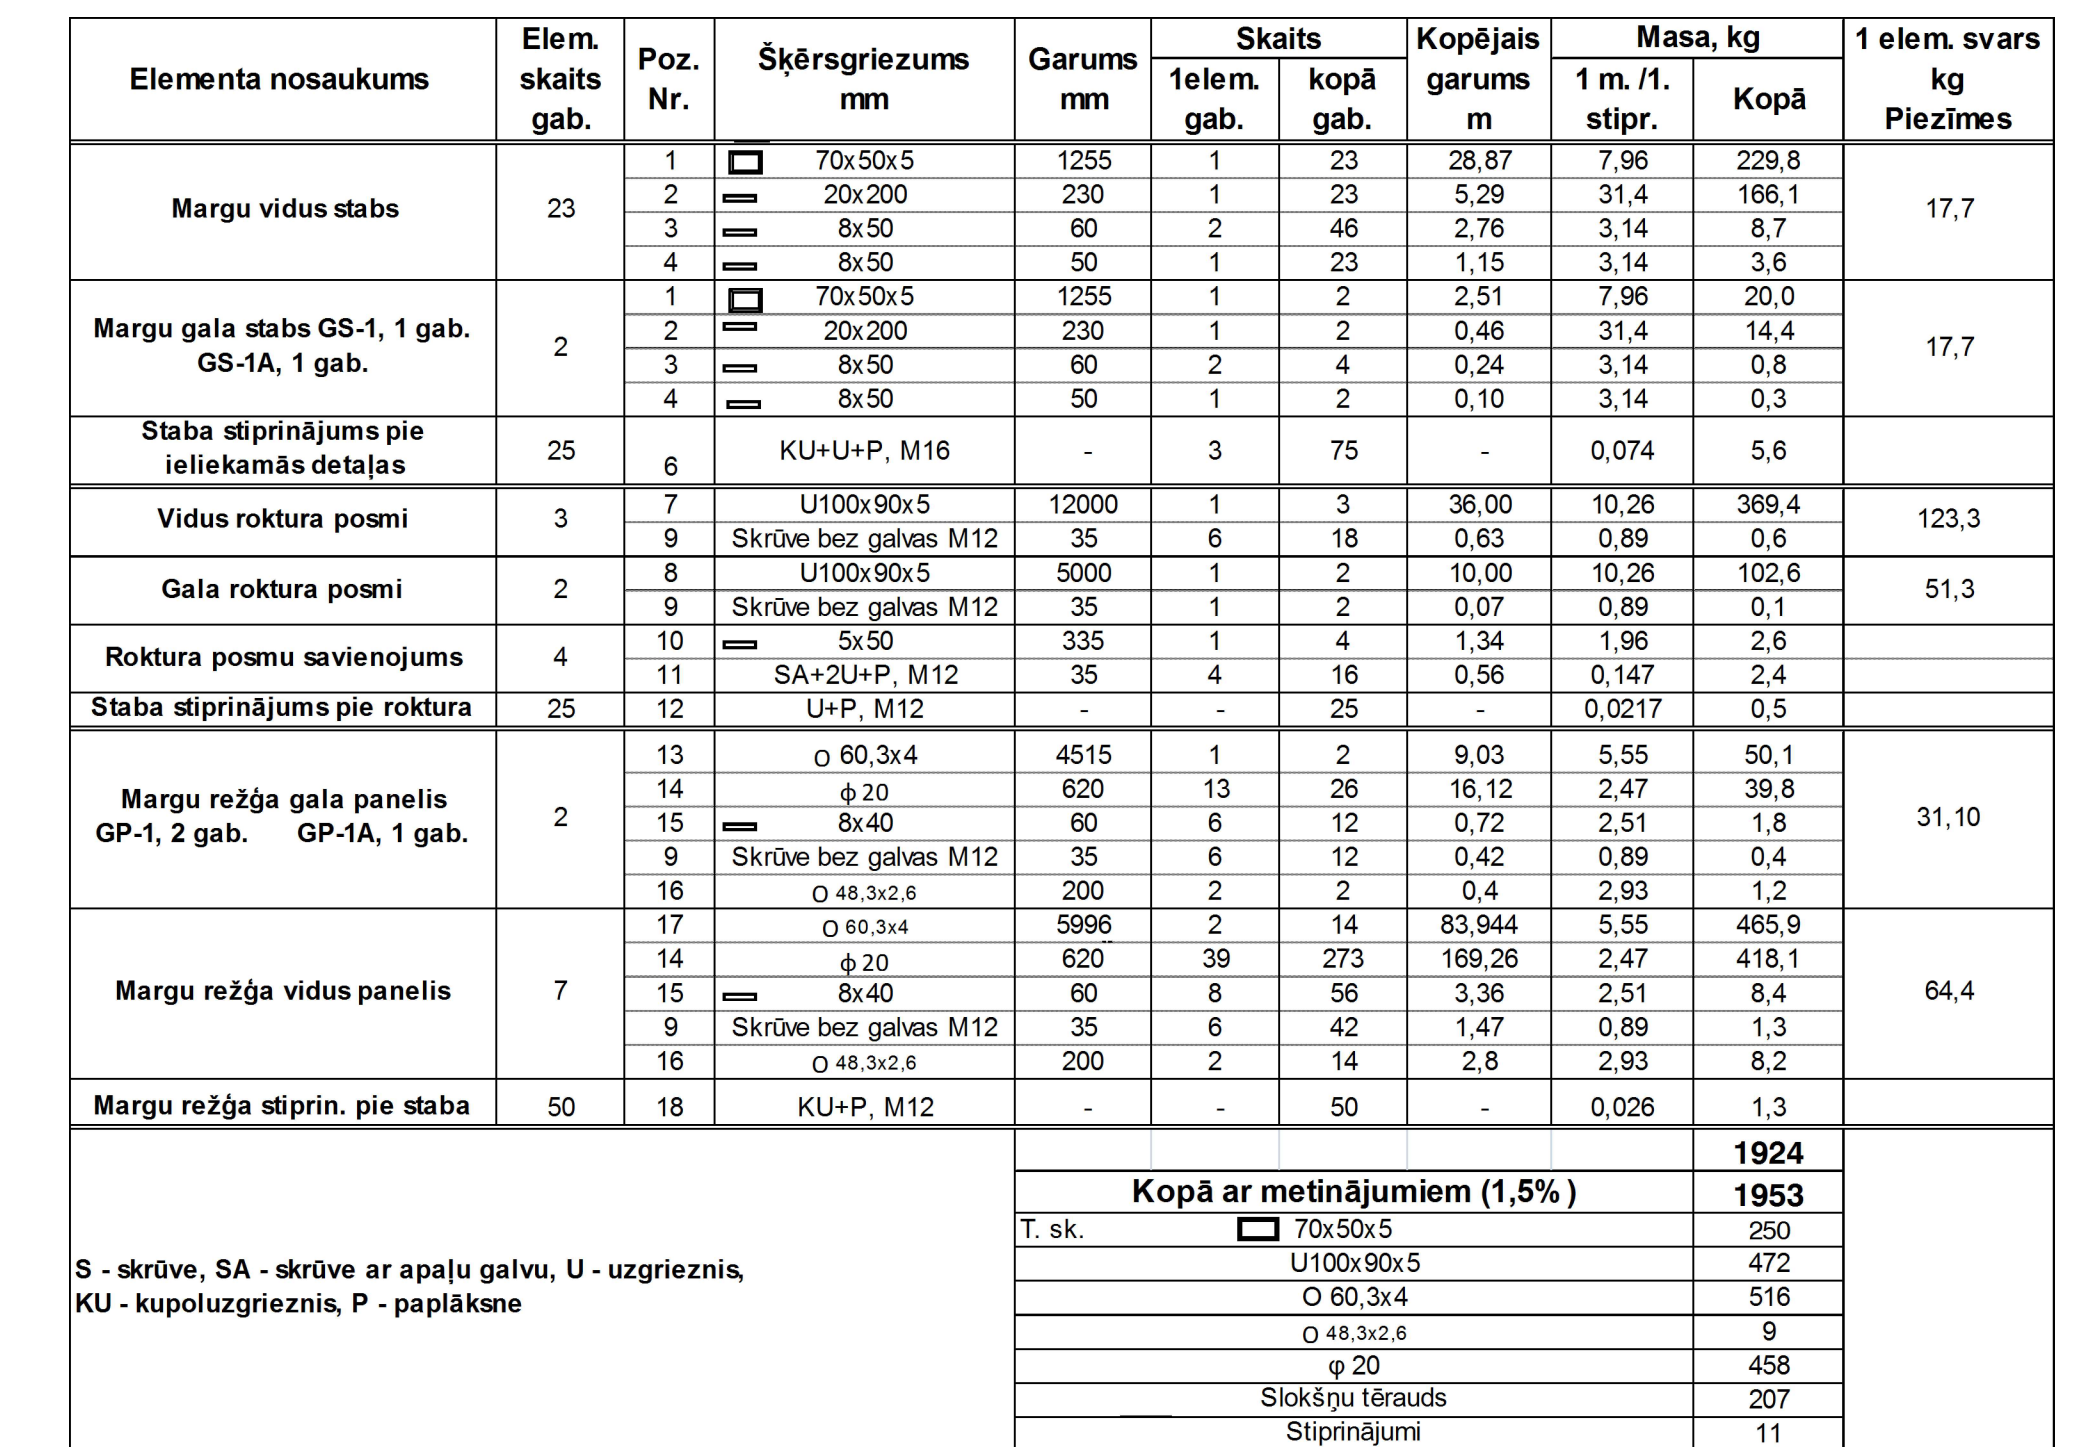 Elementa nosaukums Elem. skaits gab. Poz. Nr. Šķērsgriezums mm Garums mm Skaits Kopējais garums m Masa, kg 1 elem. svars kg Piezīmes
1elem. gab. kopā gab. 1 m. /1. stipr. Kopā
Margu vidus stabs 23 17,7
1 70x50x5 1255 1 23 28,87 7,96 229,8
2 20x200 230 1 23 5,29 31,4 166,1
3 8x50 60 2 46 2,76 3,14 8,7
4 8x50 50 1 23 1,15 3,14 3,6
Margu gala stabs GS-1, 1 gab.
GS-1A, 1 gab. 2 17,7
1 70x50x5 1255 1 2 2,51 7,96 20,0
2 20x200 230 1 2 0,46 31,4 14,4
3 8x50 60 2 4 0,24 3,14 0,8
4 8x50 50 1 2 0,10 3,14 0,3
Staba stiprinājums pie
ieliekamās detaļas 25 6 KU+U+P, M16 - 3 75 - 0,074 5,6
Vidus roktura posmi 3 123,3
7 U100x90x5 12000 1 3 36,00 10,26 369,4
9 Skrūve bez galvas M12 35 6 18 0,63 0,89 0,6
Gala roktura posmi 2 51,3
8 U100x90x5 5000 1 2 10,00 10,26 102,6
9 Skrūve bez galvas M12 35 1 2 0,07 0,89 0,1
Roktura posmu savienojums 4
10 5x50 335 1 4 1,34 1,96 2,6
11 SA+2U+P, M12 35 4 16 0,56 0,147 2,4
Staba stiprinājums pie roktura 25 12 U+P, M12 - - 25 - 0,0217 0,5
Margu režģa gala panelis
GP-1, 2 gab. GP-1A, 1 gab. 2 31,10
13 O 60,3x4 4515 1 2 9,03 5,55 50,1
14 ϕ 20 620 13 26 16,12 2,47 39,8
15 8x40 60 6 12 0,72 2,51 1,8
9 Skrūve bez galvas M12 35 6 12 0,42 0,89 0,4
16 O 48,3x2,6 200 2 2 0,4 2,93 1,2
Margu režģa vidus panelis 7 64,4
17 O 60,3x4 5996 2 14 83,944 5,55 465,9
14 ϕ 20 620 39 273 169,26 2,47 418,1
15 8x40 60 8 56 3,36 2,51 8,4
9 Skrūve bez galvas M12 35 6 42 1,47 0,89 1,3
16 O 48,3x2,6 200 2 14 2,8 2,93 8,2
Margu režģa stiprin. pie staba 50 18 KU+P, M12 - - 50 - 0,026 1,3
1924
Kopā ar metinājumiem (1,5%) 1953
T. sk. 70x50x5 250
U100x90x5 472
O 60,3x4 516
O 48,3x2,6 9
φ 20 458
Slokšņu tērauds 207
Stiprinājumi 11
S - skrūve, SA - skrūve ar apaļu galvu, U - uzgrieznis,
KU - kupoluzgrieznis, P - paplāksne